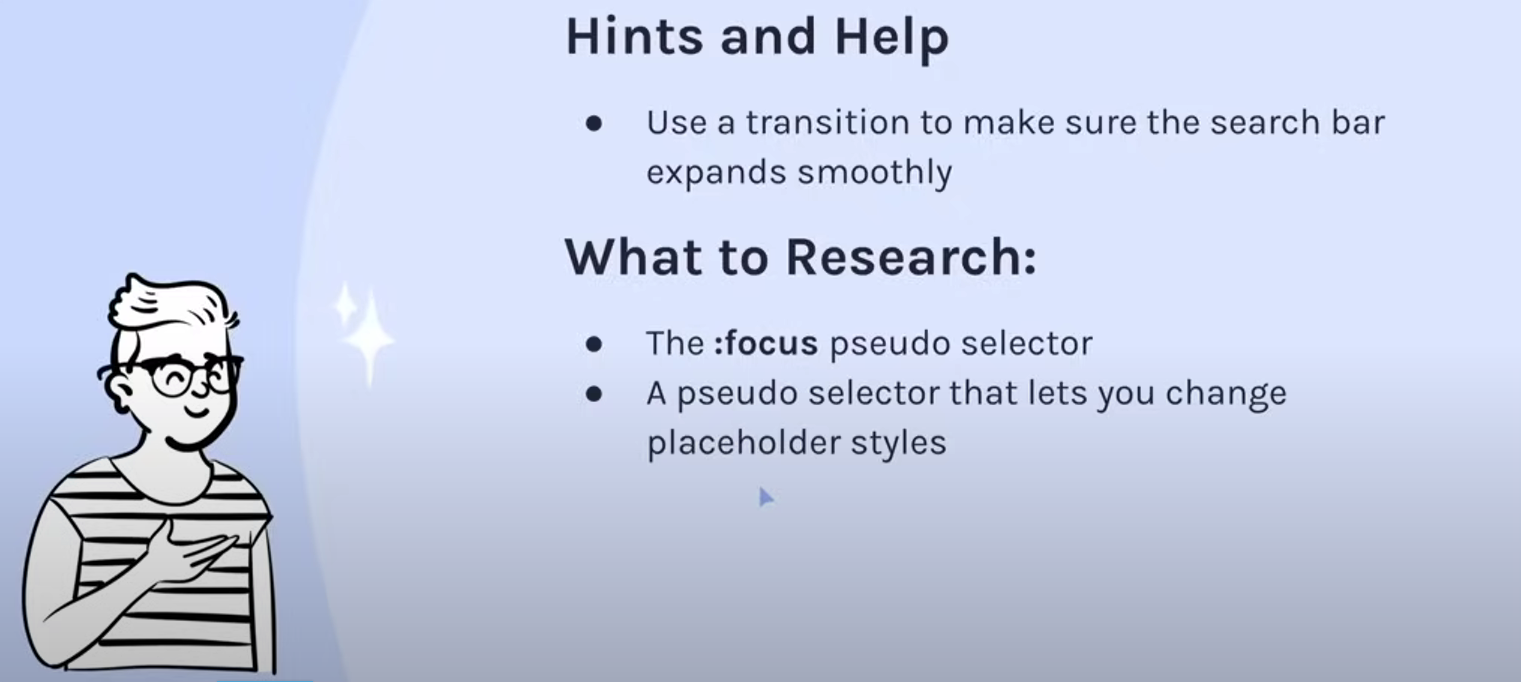 Hints and Help
● Use a transition to make sure the search bar
expands smoothly
What to Research:
● The :focus pseudo selector
● A pseudo selector that lets you change
placeholder styles